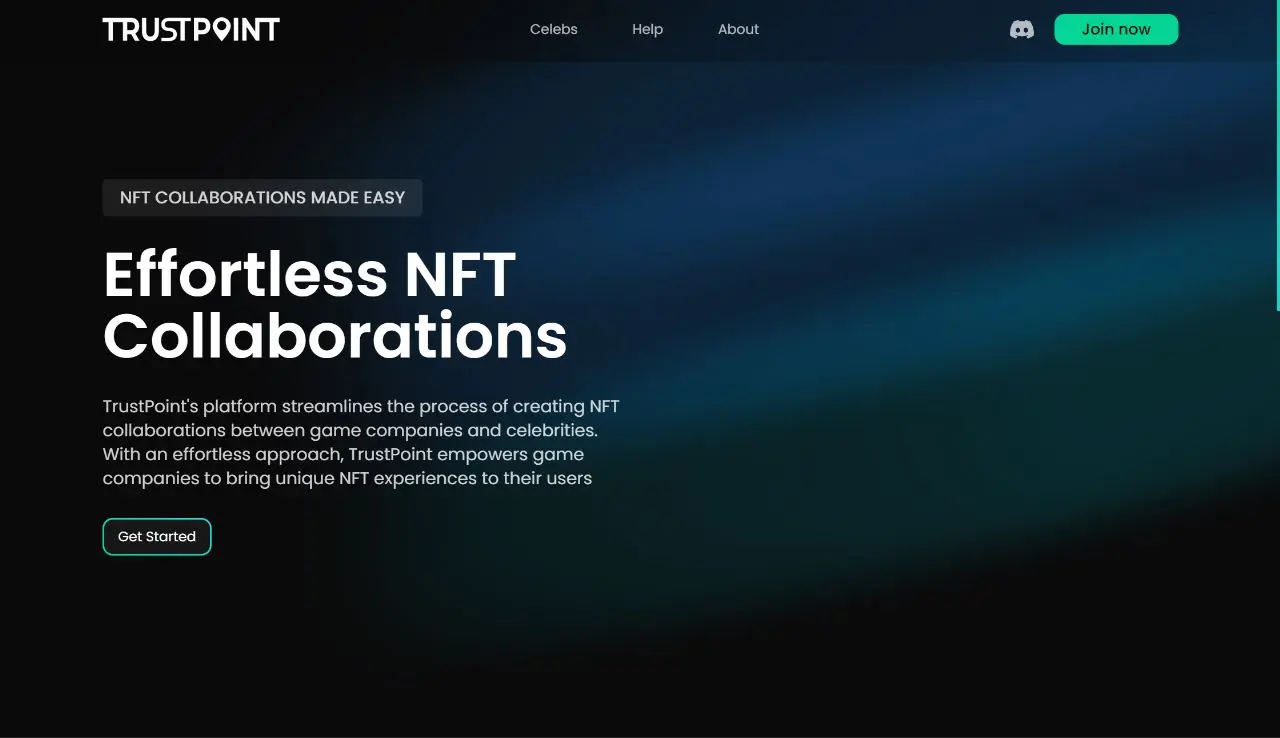 TRUSTPOINT
Celebs
Help
About
Join now
NFT COLLABORATIONS MADE EASY
Effortless NFT
Collaborations
TrustPoint's platform streamlines the process of creating NFT
collaborations between game companies and celebrities.
With an effortless approach, TrustPoint empowers game
companies to bring unique NFT experiences to their users
Get Started